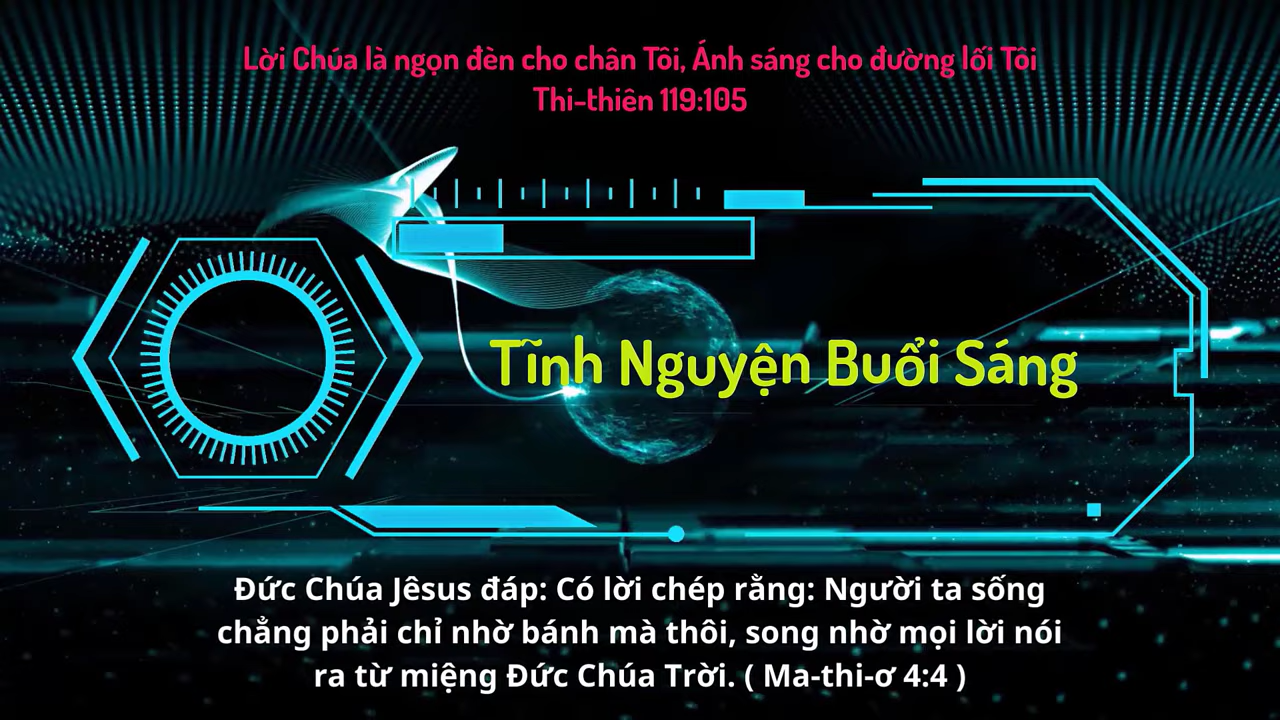 Lời Chúa là ngọn đèn cho chân Tôi, Ánh sáng cho đường lối Tôi
Thi-thiên 119:105
Tĩnh Nguyện Buổi Sáng
Đức Chúa Jêsus đáp: Có lời chép rằng: Người ta sống
chẳng phải chỉ nhờ bánh mà thôi, song nhờ mọi lời nói
ra từ miệng Đức Chúa Trời. ( Ma-thi-ơ 4:4 )